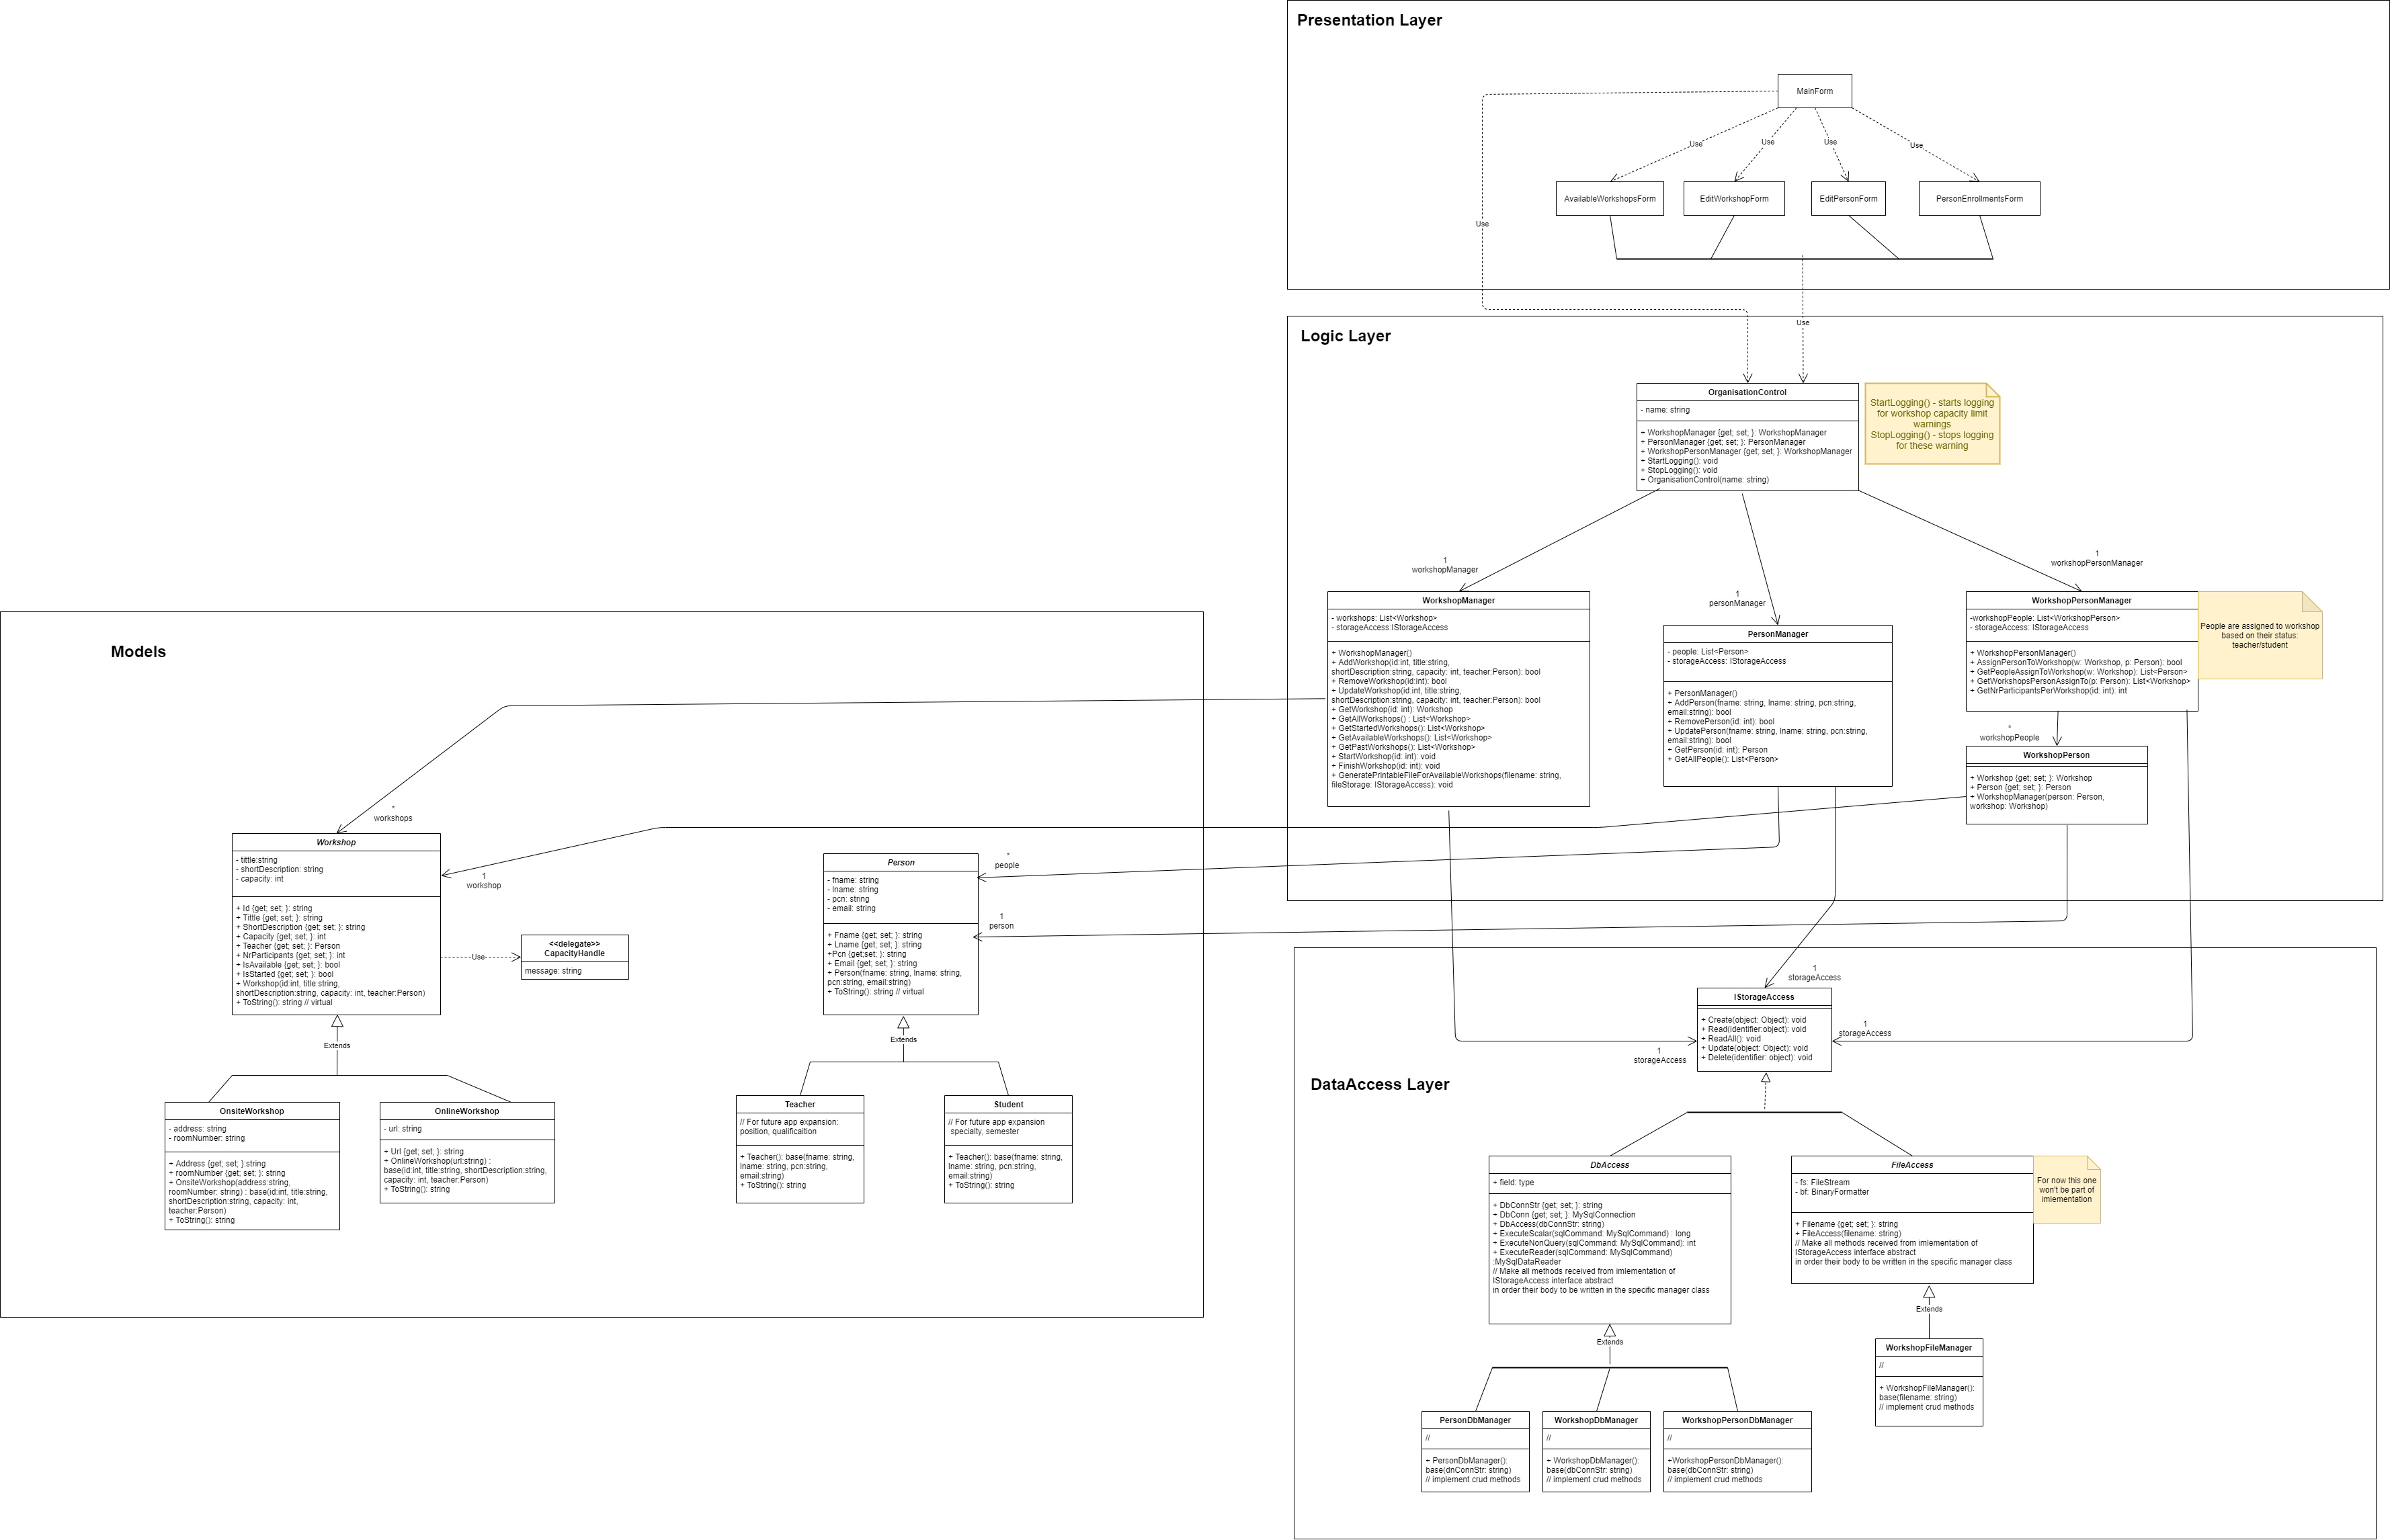 Presentation Layer
MainForm
Use
Use
Use
Use
AvailableWorkshopsForm
EditWorkshopForm
EditPersonForm
PersonEnrollmentsForm
Use
Use
Logic Layer
OrganisationControl
- name: string
+ WorkshopManager {get; set; }: WorkshopManager
+ PersonManager {get; set; }: PersonManager
+ WorkshopPersonManager {get; set; }: WorkshopManager
+ StartLogging(): void
+ StopLogging(): void
+ OrganisationControl(name: string)
StartLogging() - starts logging
for workshop capacity limit
warnings
StopLogging() - stops logging
for these warning
1
workshopManager
1
personManager
1
workshopPersonManager
WorkshopManager
- workshops: List<Workshop>
- storageAccess:IStorageAccess
+ WorkshopManager()
+ AddWorkshop(id:int, title:string,
shortDescription:string, capacity: int, teacher:Person): bool
+ RemoveWorkshop(id:int): bool
+ UpdateWorkshop(id:int, title:string,
shortDescription:string, capacity: int, teacher:Person): bool
+ GetWorkshop(id: int): Workshop
+ GetAllWorkshops() : List<Workshop>
+ GetStartedWorkshops(): List<Workshop>
+ GetAvailableWorkshops(): List<Workshop>
+ GetPastWorkshops(): List<Workshop>
+ StartWorkshop(id: int): void
+ FinishWorkshop(id: int): void
+ GeneratePrintableFileForAvailableWorkshops(filename: string,
fileStorage: IStorageAccess): void
PersonManager
- people: List<Person>
- storageAccess: IStorageAccess
+ PersonManager()
+ AddPerson(fname: string, lname: string, pcn:string,
email:string): bool
+ RemovePerson(id: int): bool
+ UpdatePerson(fname: string, lname: string, pcn:string,
email:string): bool
+ GetPerson(id: int): Person
+ GetAllPeople(): List<Person>
WorkshopPersonManager
-workshopPeople: List<WorkshopPerson>
- storageAccess: IStorageAccess
+ WorkshopPersonManager()
+ AssignPersonToWorkshop(w: Workshop, p: Person): bool
+ GetPeopleAssignToWorkshop(w: Workshop): List<Person>
+ GetWorkshopsPersonAssignTo(p: Person): List<Workshop>
+ GetNrParticipantsPerWorkshop(id: int): int
People are assigned to workshop
based on their status:
teacher/student
*
workshopPeople
WorkshopPerson
+ Workshop {get; set; }: Workshop
+ Person {get; set; }: Person
+ WorkshopManager(person: Person,
workshop: Workshop)
Models
*
workshops
1
workshop
*
people
1
person
Workshop
- tittle:string
- shortDescription: string
- capacity: int
+ Id {get; set; }: string
+ Tittle {get; set; }: string
+ ShortDescription {get; set; }: string
+ Capacity {get; set; }: int
+ Teacher {get; set; }: Person
+ NrParticipants {get; set; }: int
+ IsAvailable {get; set; }: bool
+ IsStarted {get; set; }: bool
+ Workshop(id:int, title:string,
shortDescription:string, capacity: int, teacher:Person)
+ ToString(): string // virtual
Use
<<delegate>>
CapacityHandle
message: string
Person
- fname: string
- lname: string
- pcn: string
- email: string
+ Fname {get; set; }: string
+ Lname {get; set; }: string
+Pcn {get;set; }: string
+ Email {get; set; }: string
+ Person(fname: string, lname: string,
pcn:string, email:string)
+ ToString(): string // virtual
Extends
Extends
OnsiteWorkshop
- address: string
- roomNumber: string
+ Address {get; set; }:string
+ roomNumber {get; set; }: string
+ OnsiteWorkshop(address:string,
roomNumber: string) : base(id:int, title:string,
shortDescription:string, capacity: int,
teacher:Person)
+ ToString(): string
OnlineWorkshop
- url: string
+ Url {get; set; }: string
+ OnlineWorkshop(url:string) :
base(id:int, title:string, shortDescription:string,
capacity: int, teacher:Person)
+ ToString(): string
Teacher
// For future app expansion:
position, qualificaition
+ Teacher(): base(fname: string,
lname: string, pcn:string,
email:string)
+ ToString(): string
Student
// For future app expansion
specialty, semester
+ Teacher(): base(fname: string,
lname: string, pcn:string,
email:string)
+ ToString(): string
DataAccess Layer
1
storageAccess
1
storageAccess
1
storageAccess
IStorageAccess
+ Create(object: Object): void
+ Read(identifier:object): void
+ ReadAll(): void
+ Update(object: Object): void
+ Delete(identifier: object): void
DbAccess
+ field: type
+ DbConnStr {get; set; }: string
+ DbConn {get; set; }: MySqlConnection
+ DbAccess(dbConnStr: string)
+ ExecuteScalar(sqlCommand: MySqlCommand) : long
+ ExecuteNonQuery(sqlCommand: MySqlCommand): int
+ ExecuteReader(sqlCommand: MySqlCommand)
:MySqlDataReader
// Make all methods received from imlementation of
IStorageAccess interface abstract
in order their body to be written in the specific manager class
FileAccess
- fs: FileStream
- bf: BinaryFormatter
+ Filename {get; set; }: string
+ FileAccess(filename: string)
// Make all methods received from imlementation of
IStorageAccess interface abstract
in order their body to be written in the specific manager class
For now this one
won't be part of
imlementation
Extends
Extends
WorkshopFileManager
//
+ WorkshopFileManager():
base(filename: string)
// implement crud methods
PersonDbManager
//
+ PersonDbManager():
base(dnConnStr: string)
// implement crud methods
WorkshopDbManager
//
+ WorkshopDbManager():
base(dbConnStr: string)
// implement crud methods
WorkshopPersonDbManager
//
+WorkshopPersonDbManager():
base(dbConnStr: string)
// implement crud methods